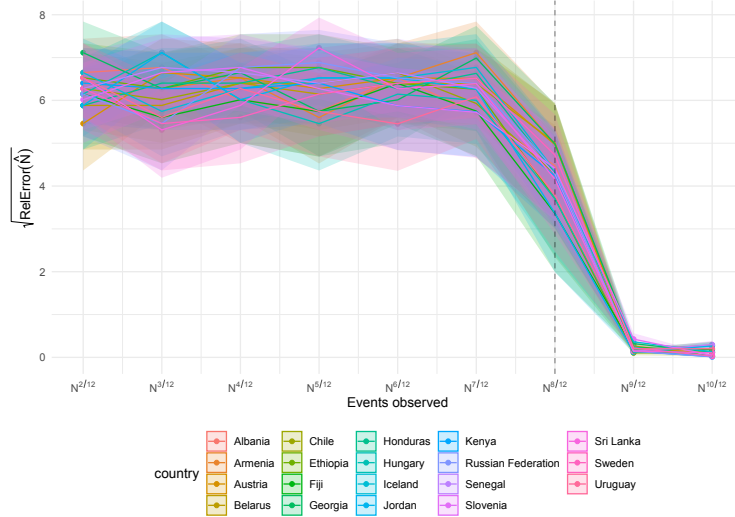 8
6
4
2
0
√RelError(N̂)
N^2/12 N^3/12 N^4/12 N^5/12 N^6/12 N^7/12 N^8/12 N^9/12 N^10/12
Events observed
country
Albania Chile Honduras Kenya Sri Lanka
Armenia Ethiopia Hungary Russian Federation Sweden
Austria Fiji Iceland Senegal Uruguay
Belarus Georgia Jordan Slovenia